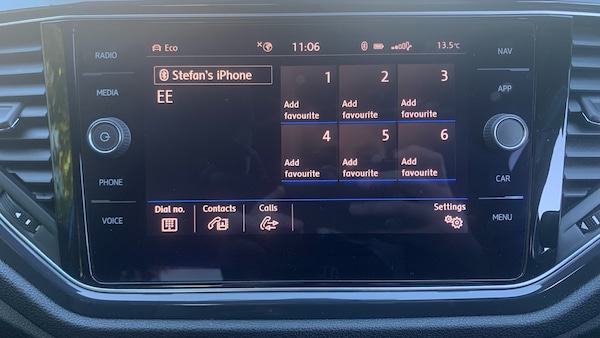 RADIO
MEDIA
PHONE
VOICE
Eco
11:06
13.5°C
Stefan's iPhone
EE
1
Add
favourite
2
Add
favourite
3
Add
favourite
4
Add
favourite
5
Add
favourite
6
Add
favourite
Dial no.
Contacts
Calls
Settings
NAV
APP
CAR
MENU